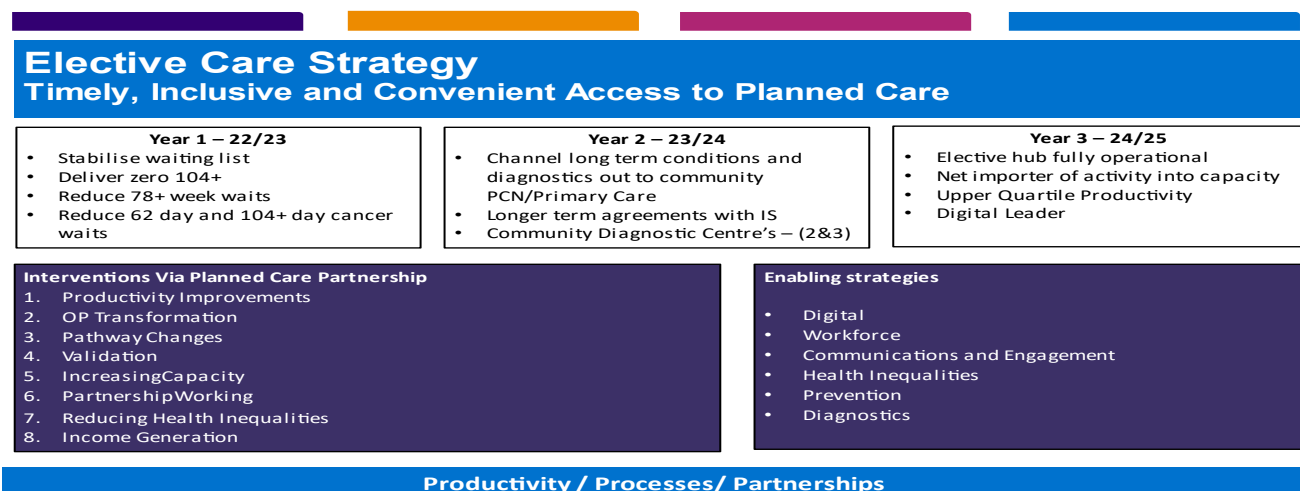 Elective Care Strategy
Timely, Inclusive and Convenient Access to Planned Care
Year 1 – 22/23
• Stabilise waiting list
• Deliver zero 104+
• Reduce 78+ week waits
• Reduce 62 day and 104+ day cancer
waits
Year 2 – 23/24
• Channel long term conditions and
diagnostics out to community
PCN/Primary Care
• Longer term agreements with IS
• Community Diagnostic Centre's – (2&3)
Year 3 – 24/25
• Elective hub fully operational
• Net importer of activity into capacity
• Upper Quartile Productivity
• Digital Leader
Interventions Via Planned Care Partnership
1. Productivity Improvements
2. OP Transformation
3. Pathway Changes
4. Validation
5. IncreasingCapacity
6. PartnershipWorking
7. Reducing Health Inequalities
8. Income Generation
Enabling strategies
• Digital
• Workforce
• Communications and Engagement
• Health Inequalities
• Prevention
• Diagnostics
Productivity / Processes/ Partnerships